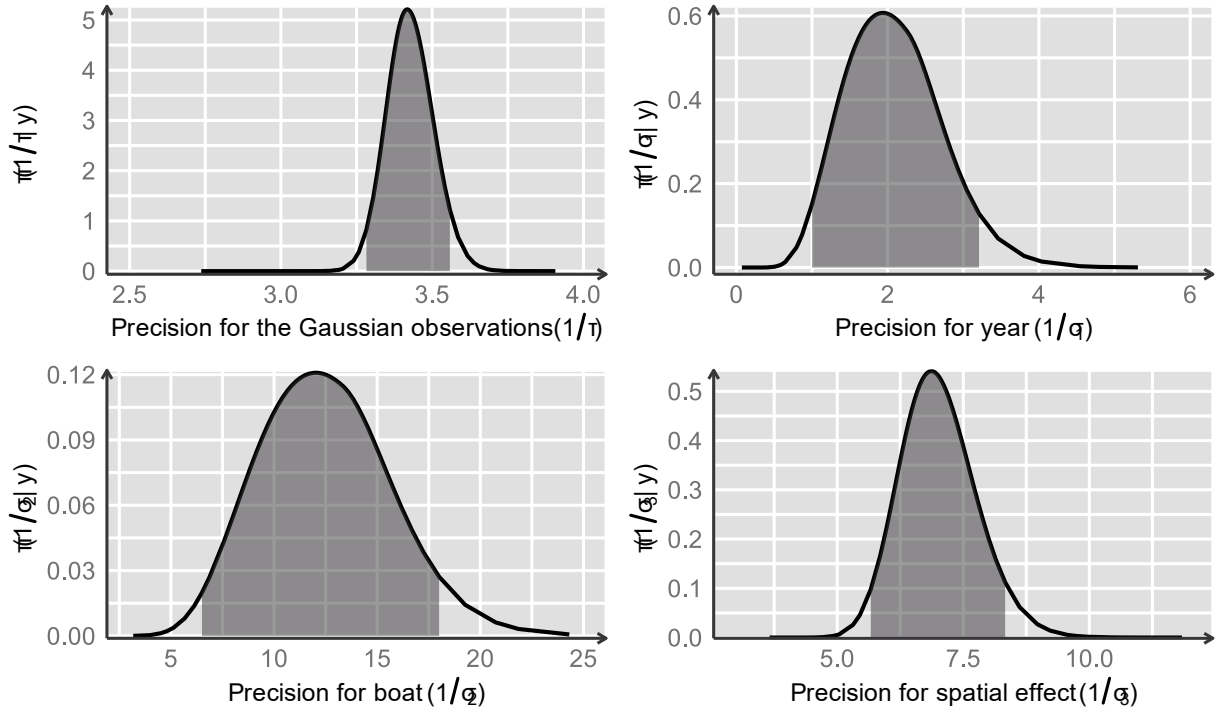 π(1/τ| y)
5
4
3
2
1
0
2.5 3.0 3.5 4.0
Precision for the Gaussian observations(1/τ)
π(1/σ1| y)
0.6
0.4
0.2
0.0
0 2 4 6
Precision for year (1/σ1)
π(1/σ2| y)
0.12
0.09
0.06
0.03
0.00
5 10 15 20 25
Precision for boat (1/σ2)
π(1/σ3| y)
0.5
0.4
0.3
0.2
0.1
0.0
5.0 7.5 10.0
Precision for spatial effect (1/σ3)